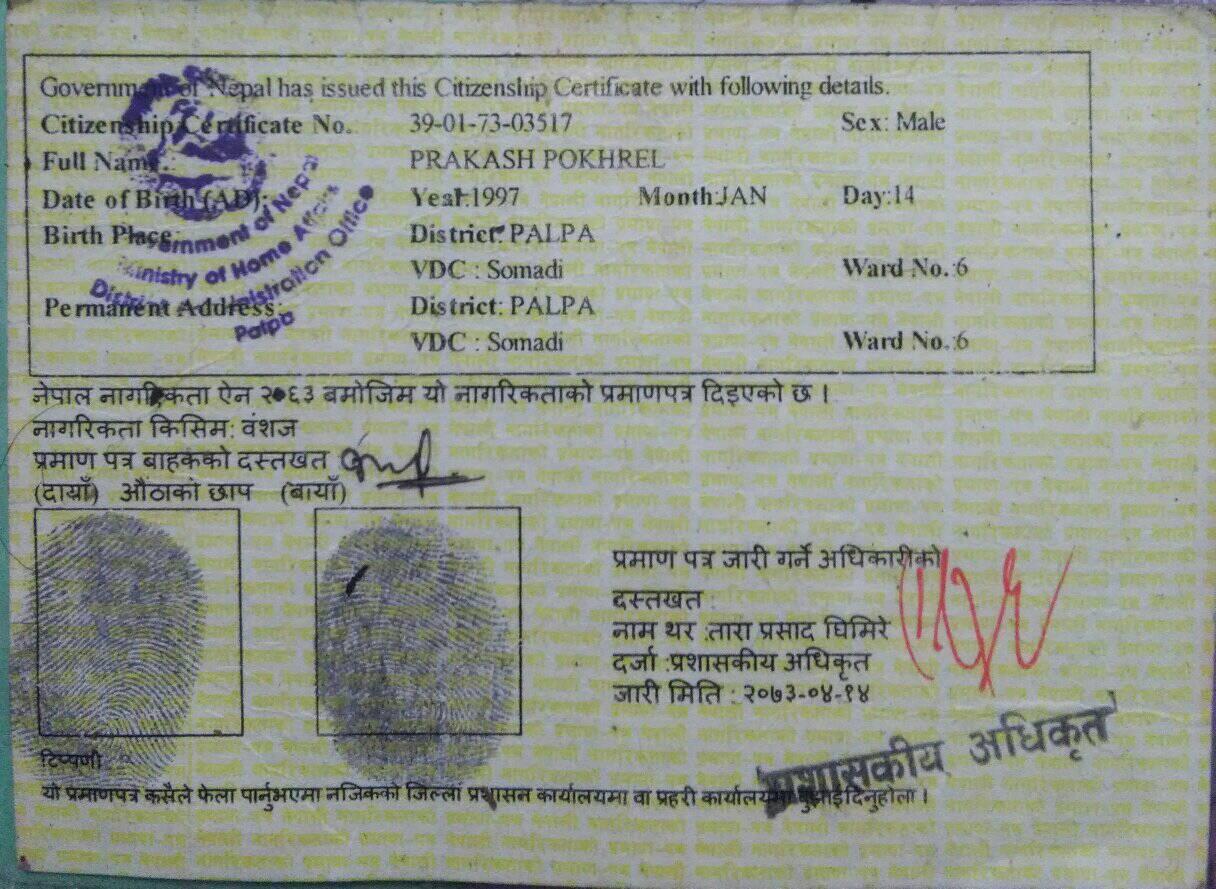 Government of Nepal has issued this Citizenship Certificate with following details.
Citizenship Certificate No. 39-01-73-03517 Sex: Male
Full Name: PRAKASH POKHREL
Date of Birth (AD): Year:1997 Month:JAN Day:14
Birth Place: District: PALPA
VDC : Somadi Ward No.:6
Permanent Address: District: PALPA
VDC : Somadi Ward No.:6
Government of Nepal
Ministry of Home Affairs
District Administration Office
Palpa
नेपाल नागरिकता ऐन २०६३ बमोजिम यो नागरिकताको प्रमाणपत्र दिइएको छ ।
नागरिकता किसिम: वंशज
प्रमाण पत्र बाहकको दस्तखत
(दायाँ) औंठाको छाप (बायाँ)
प्रमाण पत्र जारी गर्ने अधिकारीको
दस्तखत :
नाम थर :तारा प्रसाद घिमिरे
दर्जा :प्रशासकीय अधिकृत
जारी मिति : २०७३-०४-१४
प्रशासकीय अधिकृत
टिप्पणी
यो प्रमाणपत्र कसैले फेला पार्नुभएमा नजिकको जिल्ला प्रशासन कार्यालयमा वा प्रहरी कार्यालयमा बुझाईदिनुहोला ।